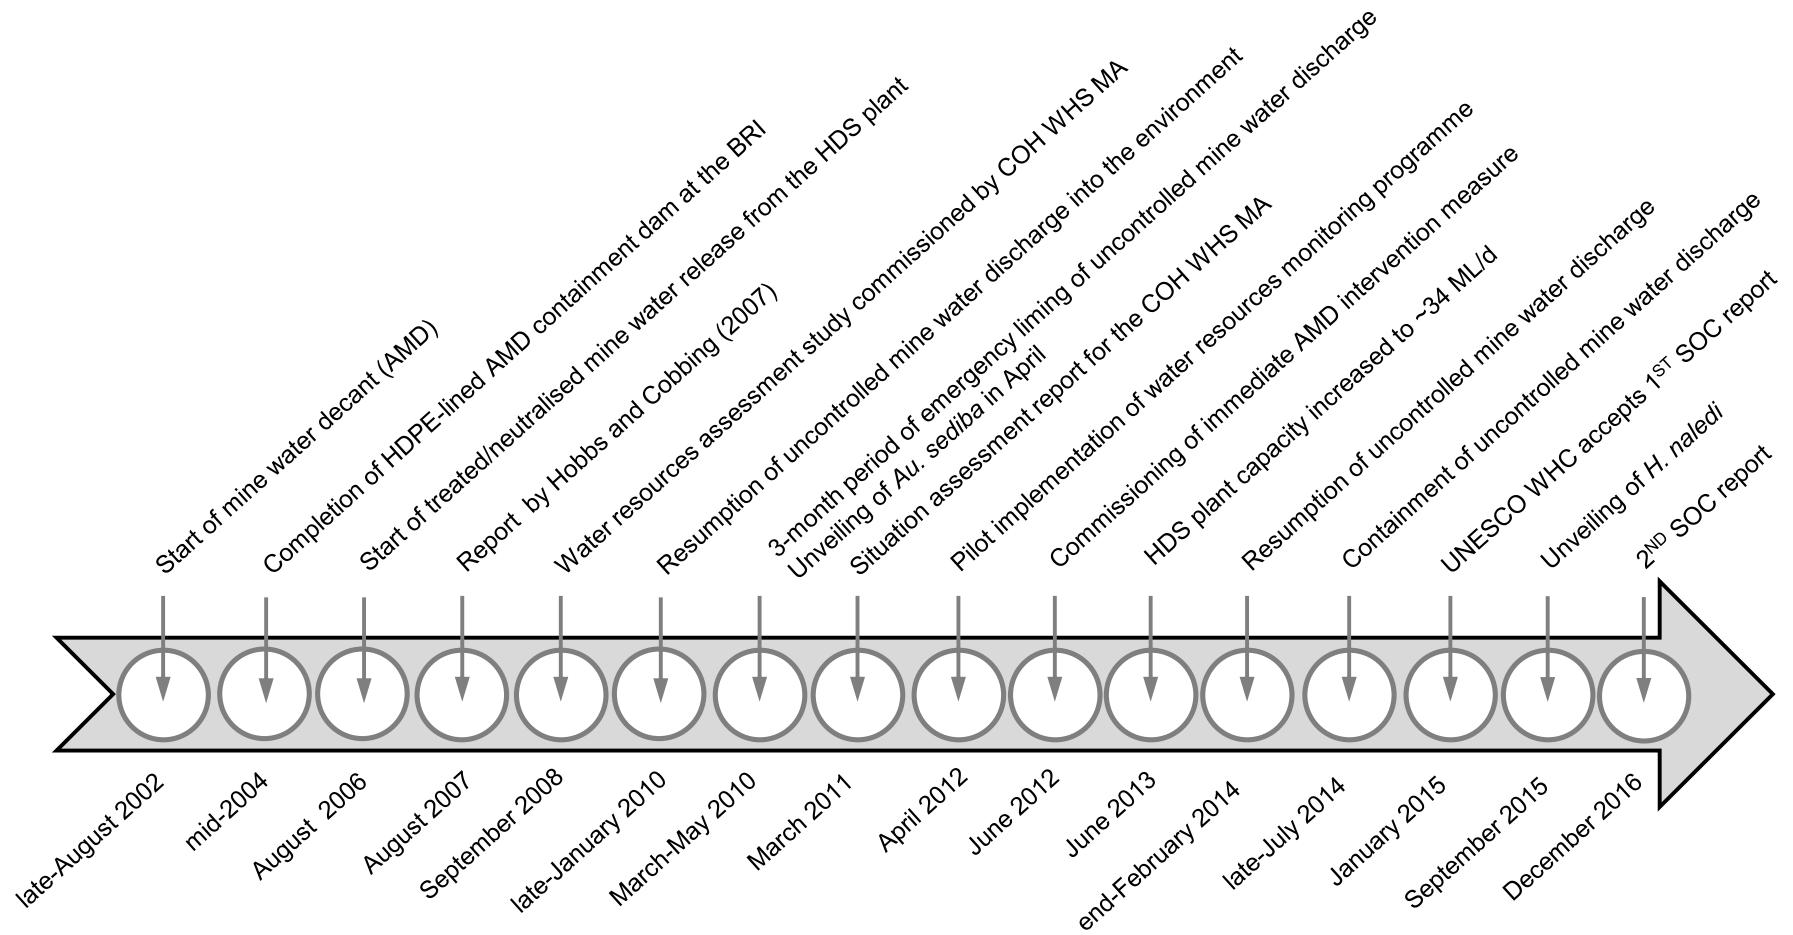 Start of mine water decant (AMD)
Completion of HDPE-lined AMD containment dam at the BRI
Start of treated/neutralised mine water release from the HDS plant
Report  by Hobbs and Cobbing (2007)
Water resources assessment study commissioned by COH WHS MA
Resumption of uncontrolled mine water discharge into the environment
3-month period of emergency liming of uncontrolled mine water discharge
Unveiling of Au. sediba in April
Situation assessment report for the COH WHS MA
Pilot implementation of water resources monitoring programme
Commissioning of immediate AMD intervention measure
HDS plant capacity increased to ~34 ML/d
Resumption of uncontrolled mine water discharge
Containment of uncontrolled mine water discharge
UNESCO WHC accepts 1ST SOC report
Unveiling of H. naledi
2ND SOC report
late-August 2002
mid-2004
August  2006
August 2007
September 2008
late-January 2010
March-May 2010
March 2011
April 2012
June 2012
June 2013
end-February 2014
late-July 2014
January 2015
September 2015
December 2016